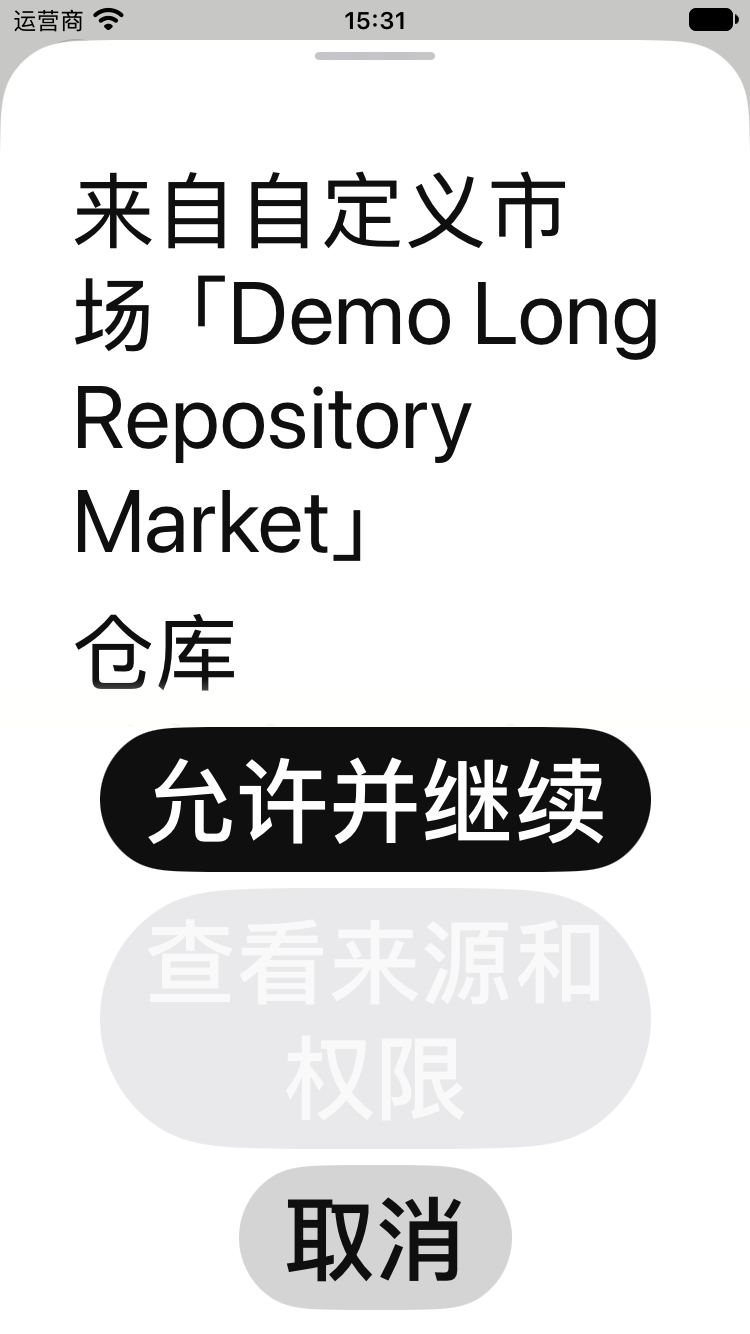 运营商
15:31
来自自定义市
场「Demo Long
Repository
Market」
仓库
允许并继续
查看来源和
权限
取消